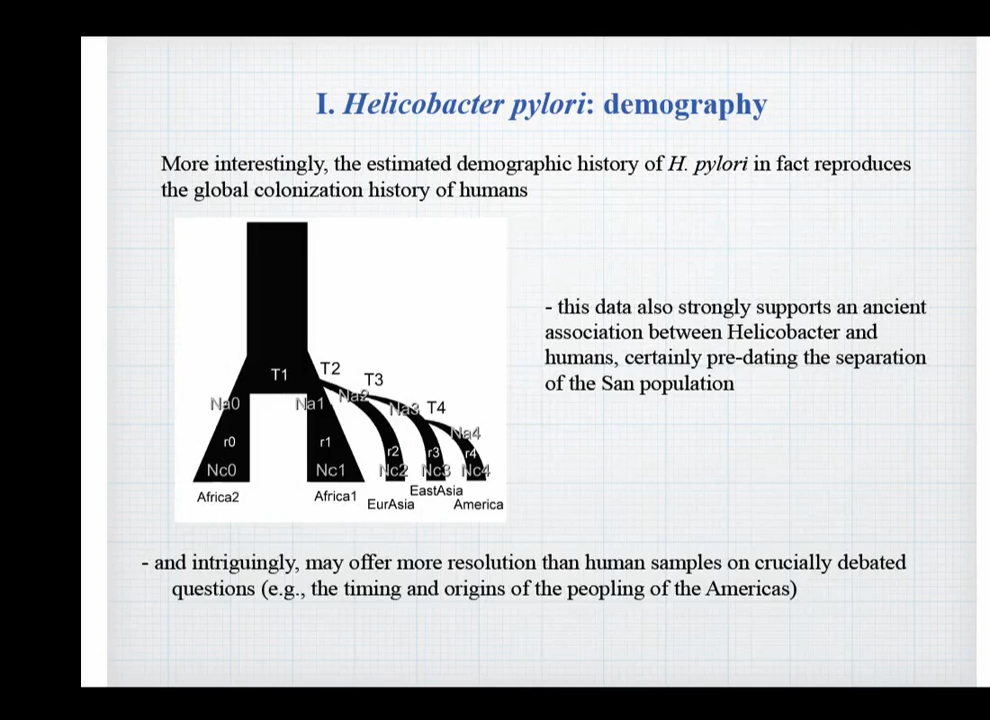 I. Helicobacter pylori: demography
More interestingly, the estimated demographic history of H. pylori in fact reproduces
the global colonization history of humans
T1
T2
T3
T4
Na0
Na1
Na2
Na3
Na4
r0
r1
r2
r3
r4
Nc0
Nc1
Nc2
Nc3
Nc4
Africa2
Africa1
EurAsia
EastAsia
America
- this data also strongly supports an ancient
association between Helicobacter and
humans, certainly pre-dating the separation
of the San population
- and intriguingly, may offer more resolution than human samples on crucially debated
questions (e.g., the timing and origins of the peopling of the Americas)